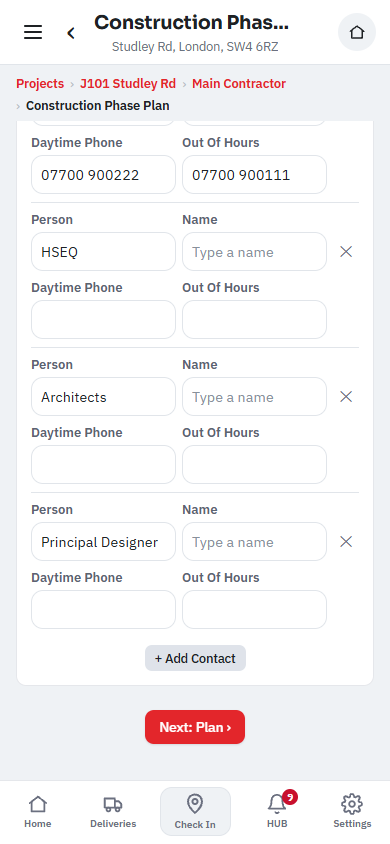 Construction Phas...
Studley Rd, London, SW4 6RZ
Projects › J101 Studley Rd › Main Contractor
› Construction Phase Plan
Daytime Phone Out Of Hours
07700 900222 07700 900111
Person Name
HSEQ Type a name
Daytime Phone Out Of Hours
Person Name
Architects Type a name
Daytime Phone Out Of Hours
Person Name
Principal Designer Type a name
Daytime Phone Out Of Hours
+ Add Contact
Next: Plan ›
9
Home Deliveries Check In HUB Settings